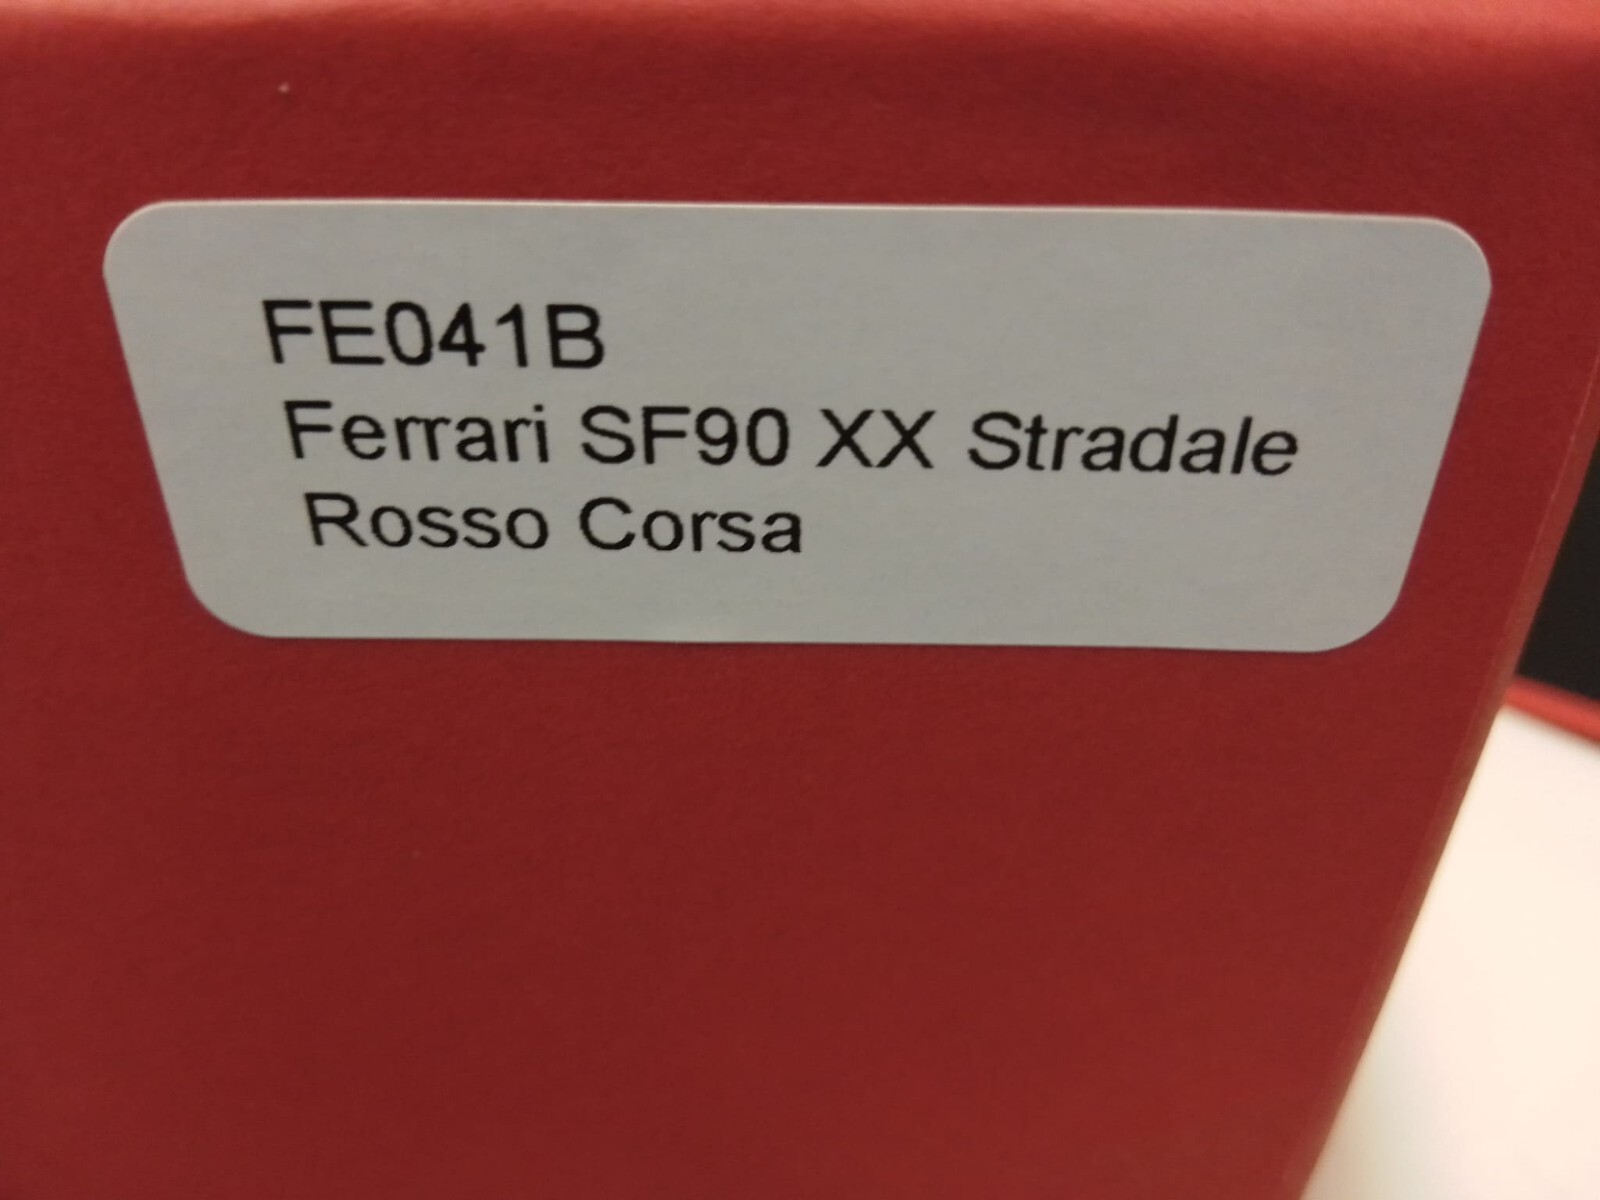 FE041B
Ferrari SF90 XX Stradale
Rosso Corsa